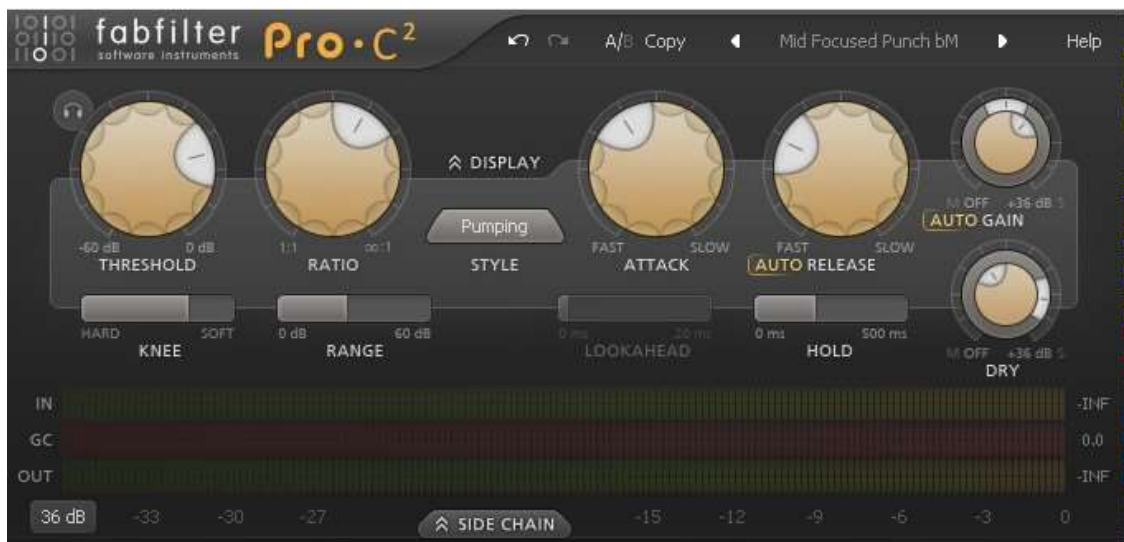 fabfilter
software instruments
Pro·C²
A/B Copy
Mid Focused Punch bM
Help
DISPLAY
Pumping
-60 dB 0 dB
THRESHOLD
1:1 ∞:1
RATIO
STYLE
FAST SLOW
ATTACK
FAST SLOW
AUTO RELEASE
M OFF +36 dB S
AUTO GAIN
HARD SOFT
KNEE
0 dB 60 dB
RANGE
0 ms 20 ms
LOOKAHEAD
0 ms 500 ms
HOLD
M OFF +36 dB S
DRY
IN -INF
GC 0.0
OUT -INF
36 dB -33 -30 -27 SIDE CHAIN -15 -12 -9 -6 -3 0